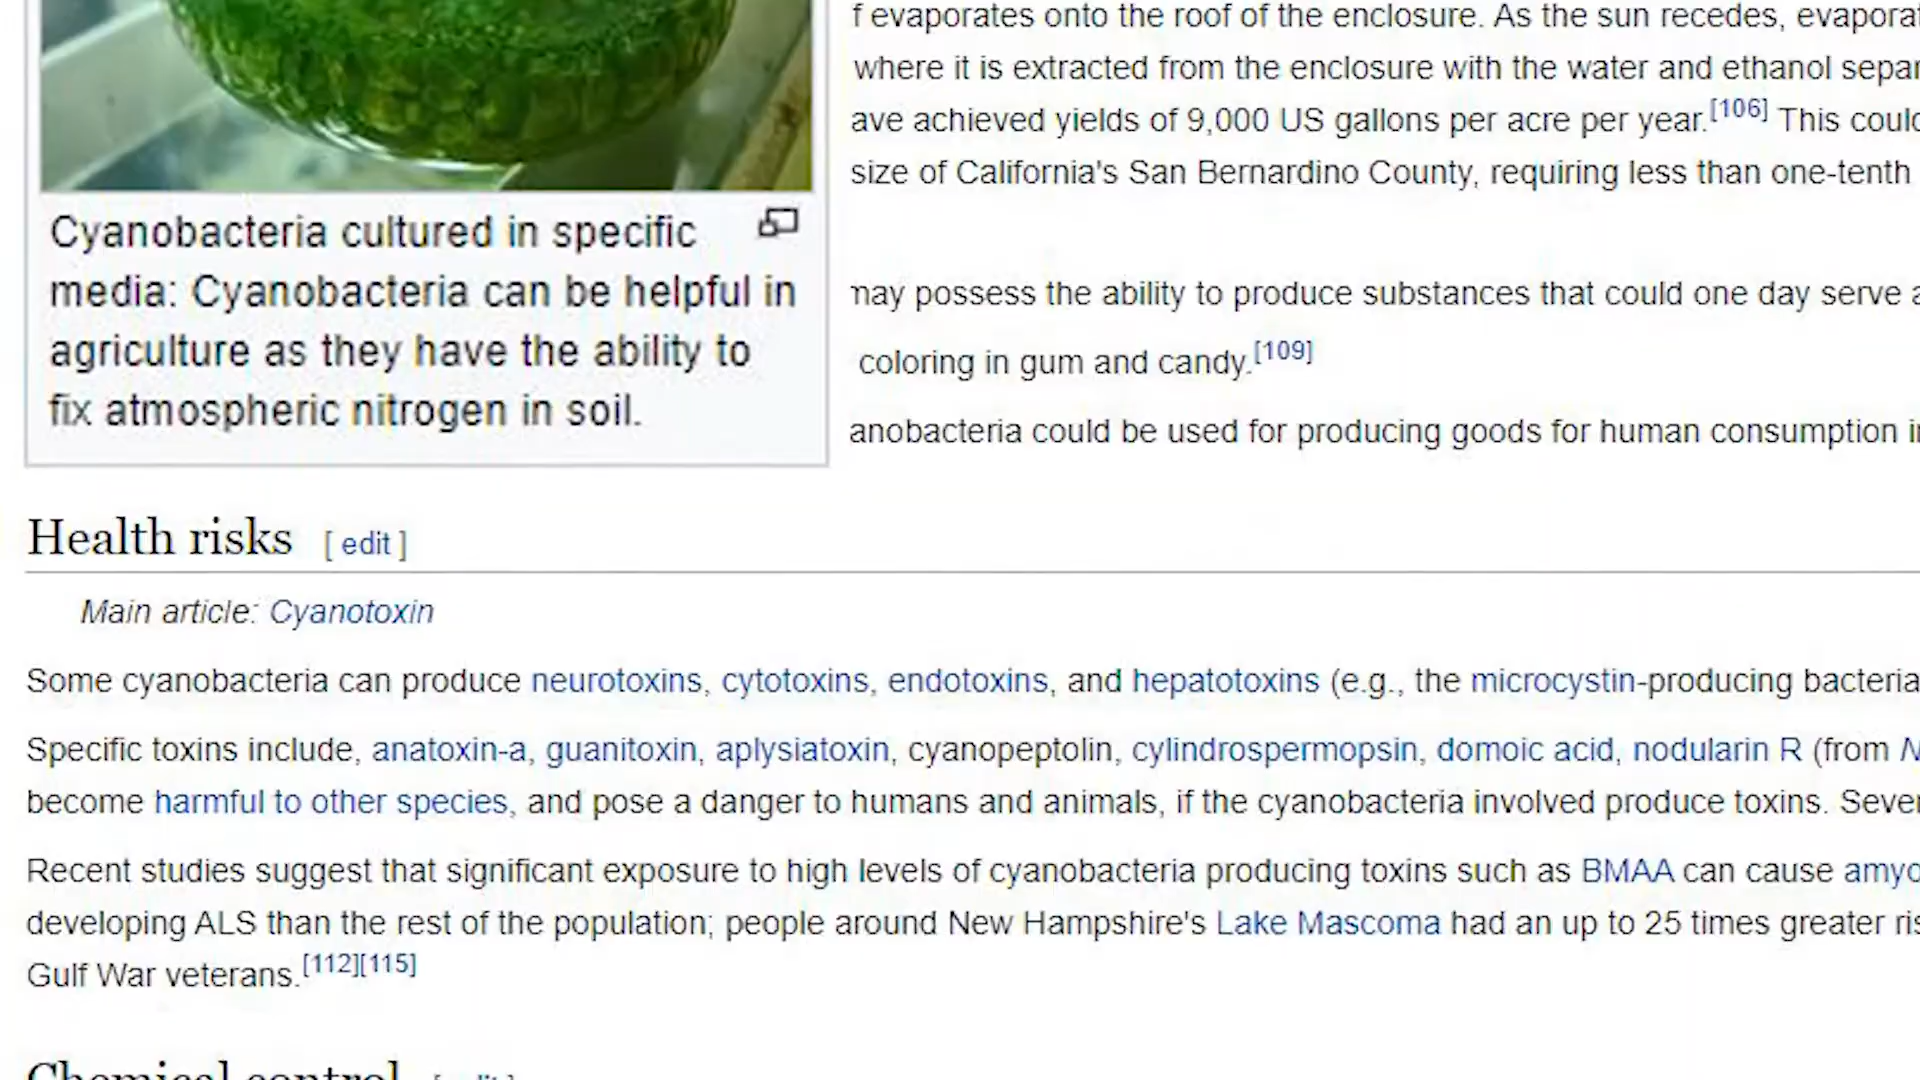 f evaporates onto the roof of the enclosure. As the sun recedes,
where it is extracted from the enclosure with the water and ethanol
ave achieved yields of 9,000 US gallons per acre per year.[106] This
size of California's San Bernardino County, requiring less than one-tenth
Cyanobacteria cultured in specific
media: Cyanobacteria can be helpful in
agriculture as they have the ability to
fix atmospheric nitrogen in soil.
may possess the ability to produce substances that could one day serve
coloring in gum and candy.[109]
anobacteria could be used for producing goods for human consumption
Health risks [ edit ]
Main article: Cyanotoxin
Some cyanobacteria can produce neurotoxins, cytotoxins, endotoxins, and hepatotoxins (e.g., the microcystin-producing bacteria
Specific toxins include, anatoxin-a, guanitoxin, aplysiatoxin, cyanopeptolin, cylindrospermopsin, domoic acid, nodularin R (from
become harmful to other species, and pose a danger to humans and animals, if the cyanobacteria involved produce toxins.
Recent studies suggest that significant exposure to high levels of cyanobacteria producing toxins such as BMAA can cause
developing ALS than the rest of the population; people around New Hampshire's Lake Mascoma had an up to 25 times greater
Gulf War veterans.[112][115]
Chemical control [ edit ]